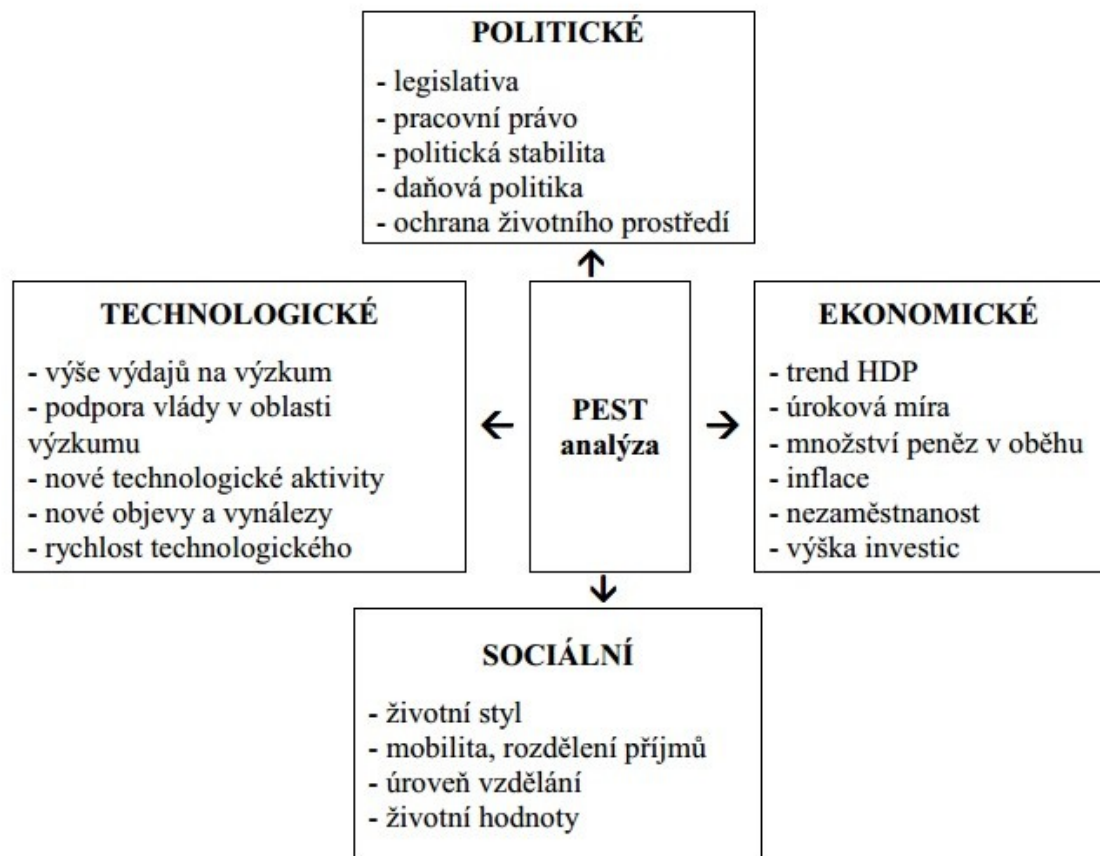 POLITICKÉ
- legislativa
- pracovní právo
- politická stabilita
- daňová politika
- ochrana životního prostředí
TECHNOLOGICKÉ
- výše výdajů na výzkum
- podpora vlády v oblasti
výzkumu
- nové technologické aktivity
- nové objevy a vynálezy
- rychlost technologického
PEST
analýza
EKONOMICKÉ
- trend HDP
- úroková míra
- množství peněz v oběhu
- inflace
- nezaměstnanost
- výška investic
SOCIÁLNÍ
- životní styl
- mobilita, rozdělení příjmů
- úroveň vzdělání
- životní hodnoty